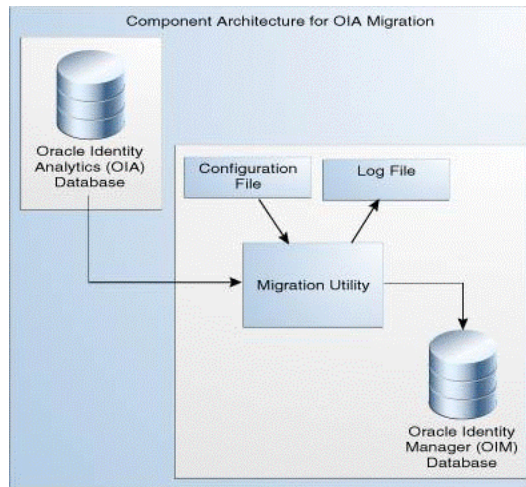 Component Architecture for OIA Migration
Oracle Identity
Analytics (OIA)
Database
Configuration
File
Log File
Migration Utility
Oracle Identity
Manager (OIM)
Database